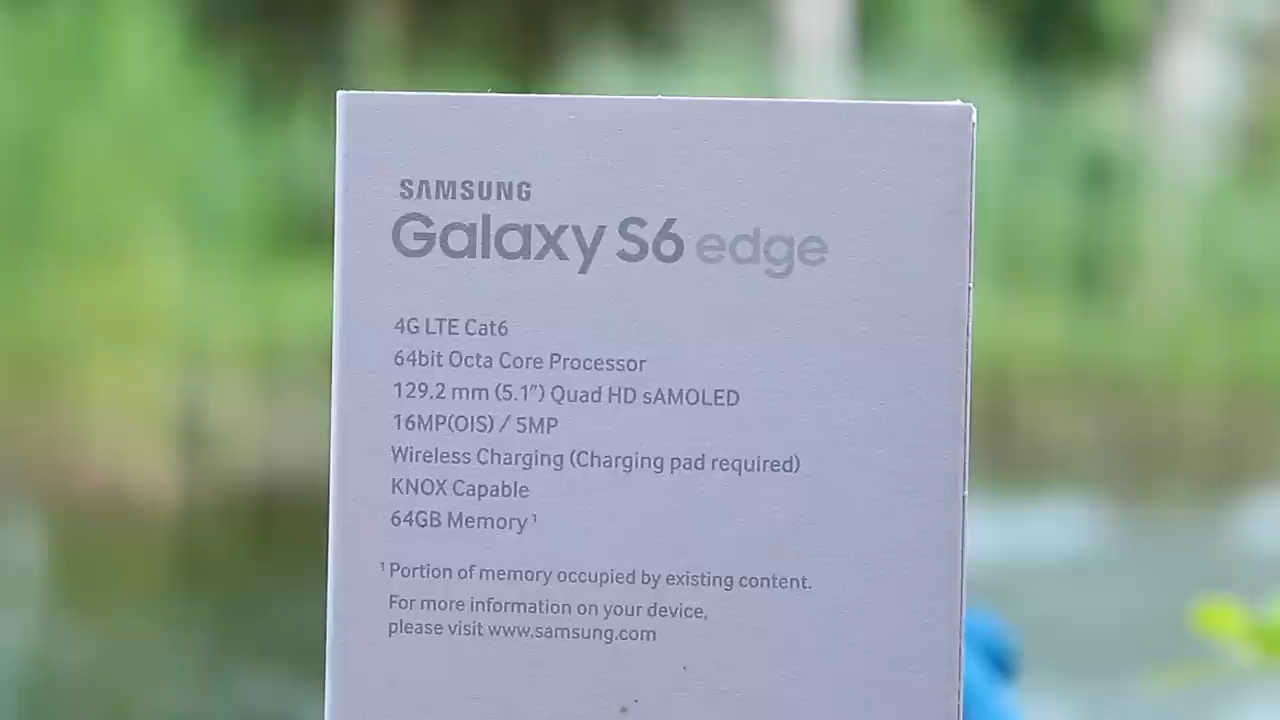 SAMSUNG
Galaxy S6 edge
4G LTE Cat6
64bit Octa Core Processor
129.2 mm (5.1") Quad HD sAMOLED
16MP(OIS) / 5MP
Wireless Charging (Charging pad required)
KNOX Capable
64GB Memory ¹
¹ Portion of memory occupied by existing content.
For more information on your device,
please visit www.samsung.com